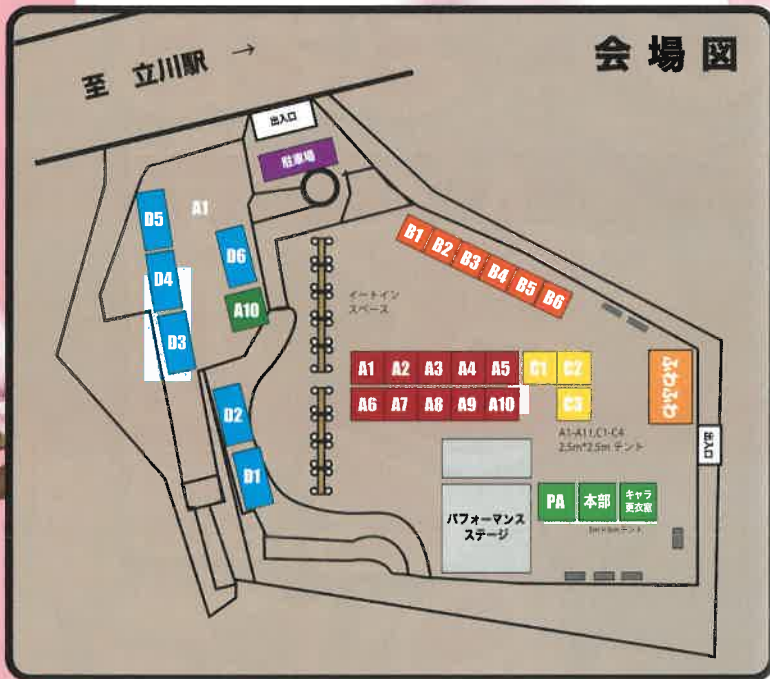 会場図
至 立川駅 →
出入口
駐車場
D5
A1
D6
D4
A10
D3
D2
D1
イートイン
スペース
B1 B2 B3 B4 B5 B6
A1 A2 A3 A4 A5 C1 C2
A6 A7 A8 A9 A10 C3
ふわふわ
A1-A11,C1-C4
2.5m*2.5m テント
出入口
パフォーマンス
ステージ
PA
本部
キャラ
更衣室